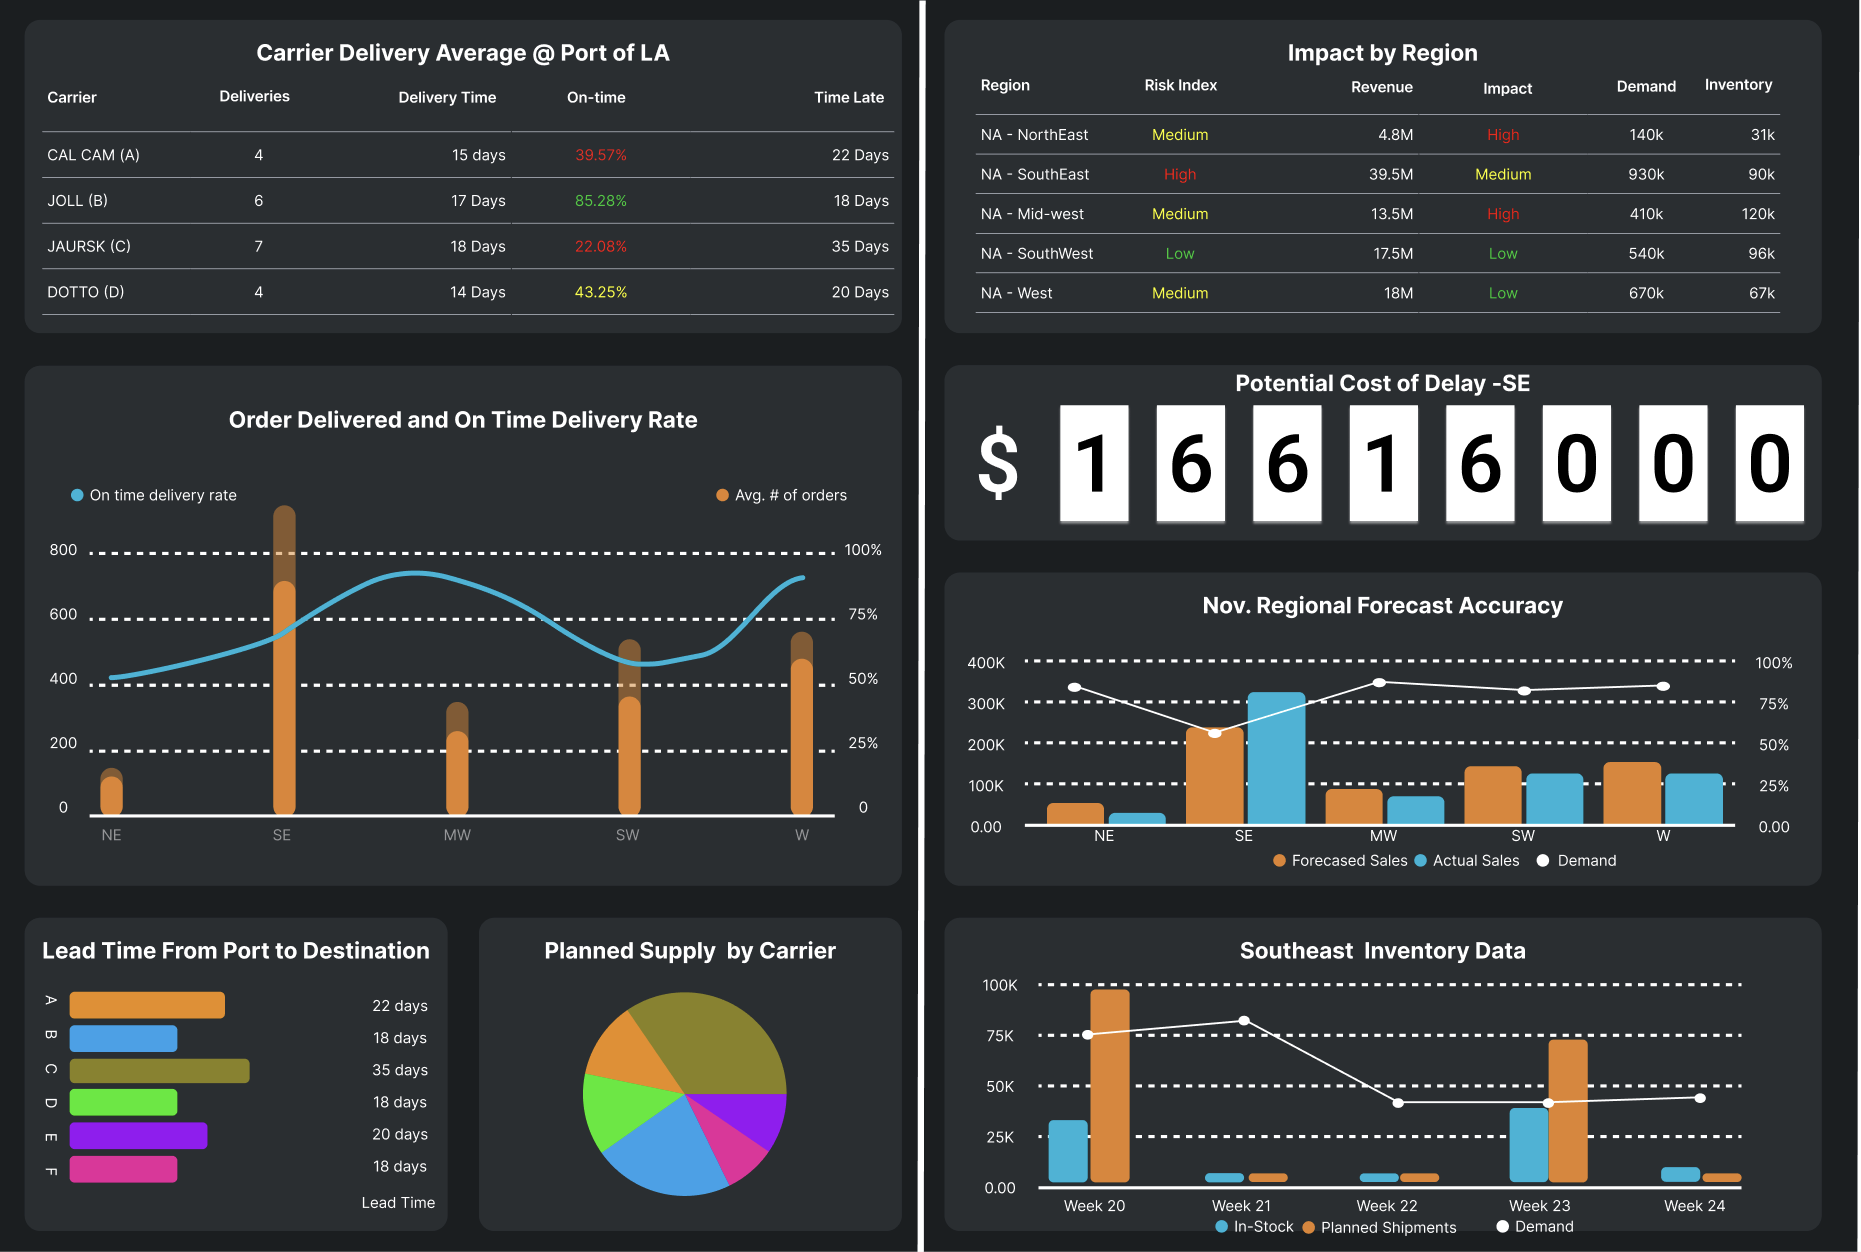 Carrier Delivery Average @ Port of LA
Carrier Deliveries Delivery Time On-time Time Late
CAL CAM (A) 4 15 days 39.57% 22 Days
JOLL (B) 6 17 Days 85.28% 18 Days
JAURSK (C) 7 18 Days 22.08% 35 Days
DOTTO (D) 4 14 Days 43.25% 20 Days
Order Delivered and On Time Delivery Rate
On time delivery rate Avg. # of orders
800 100%
600 75%
400 50%
200 25%
0 0
NE SE MW SW W
Lead Time From Port to Destination
A 22 days
B 18 days
C 35 days
D 18 days
E 20 days
F 18 days
Lead Time
Planned Supply by Carrier
Impact by Region
Region Risk Index Revenue Impact Demand Inventory
NA - NorthEast Medium 4.8M High 140k 31k
NA - SouthEast High 39.5M Medium 930k 90k
NA - Mid-west Medium 13.5M High 410k 120k
NA - SouthWest Low 17.5M Low 540k 96k
NA - West Medium 18M Low 670k 67k
Potential Cost of Delay -SE
$ 1 6 6 1 6 0 0 0
Nov. Regional Forecast Accuracy
400K 100%
300K 75%
200K 50%
100K 25%
0.00 0.00
NE SE MW SW W
Forecased Sales Actual Sales Demand
Southeast Inventory Data
100K
75K
50K
25K
0.00
Week 20 Week 21 Week 22 Week 23 Week 24
In-Stock Planned Shipments Demand